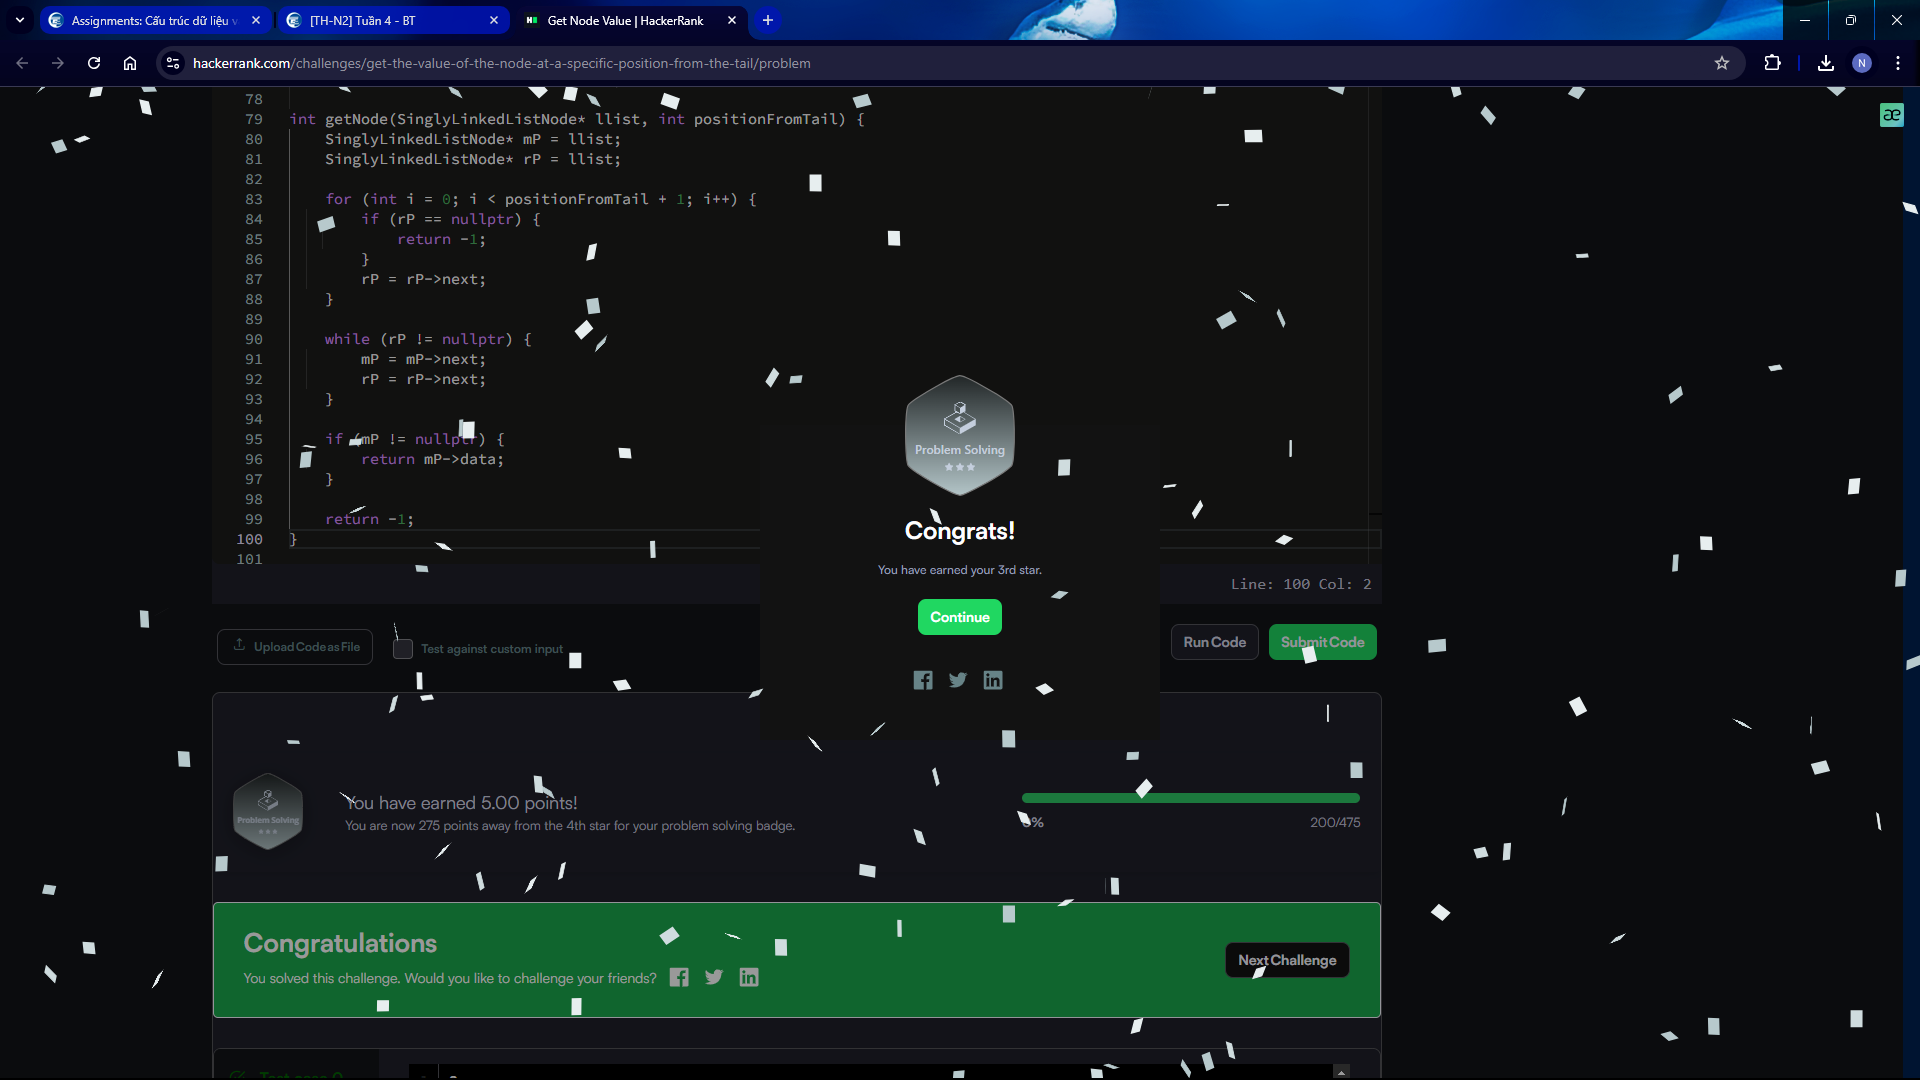 Assignments: Cấu trúc dữ liệu v
[TH-N2] Tuần 4 - BT
Get Node Value | HackerRank
hackerrank.com/challenges/get-the-value-of-the-node-at-a-specific-position-from-the-tail/problem
N
æ
78
79 int getNode(SinglyLinkedListNode* llist, int positionFromTail) {
80 SinglyLinkedListNode* mP = llist;
81 SinglyLinkedListNode* rP = llist;
82
83 for (int i = 0; i < positionFromTail + 1; i++) {
84 if (rP == nullptr) {
85 return -1;
86 }
87 rP = rP->next;
88 }
89
90 while (rP != nullptr) {
91 mP = mP->next;
92 rP = rP->next;
93 }
94
95 if (mP != nullptr) {
96 return mP->data;
97 }
98
99 return -1;
100 }
101
Problem Solving
Congrats!
You have earned your 3rd star.
Continue
Line: 100 Col: 2
Upload Code as File
Test against custom input
Run Code
Submit Code
Problem Solving
You have earned 5.00 points!
You are now 275 points away from the 4th star for your problem solving badge.
200/475
Congratulations
You solved this challenge. Would you like to challenge your friends?
Next Challenge